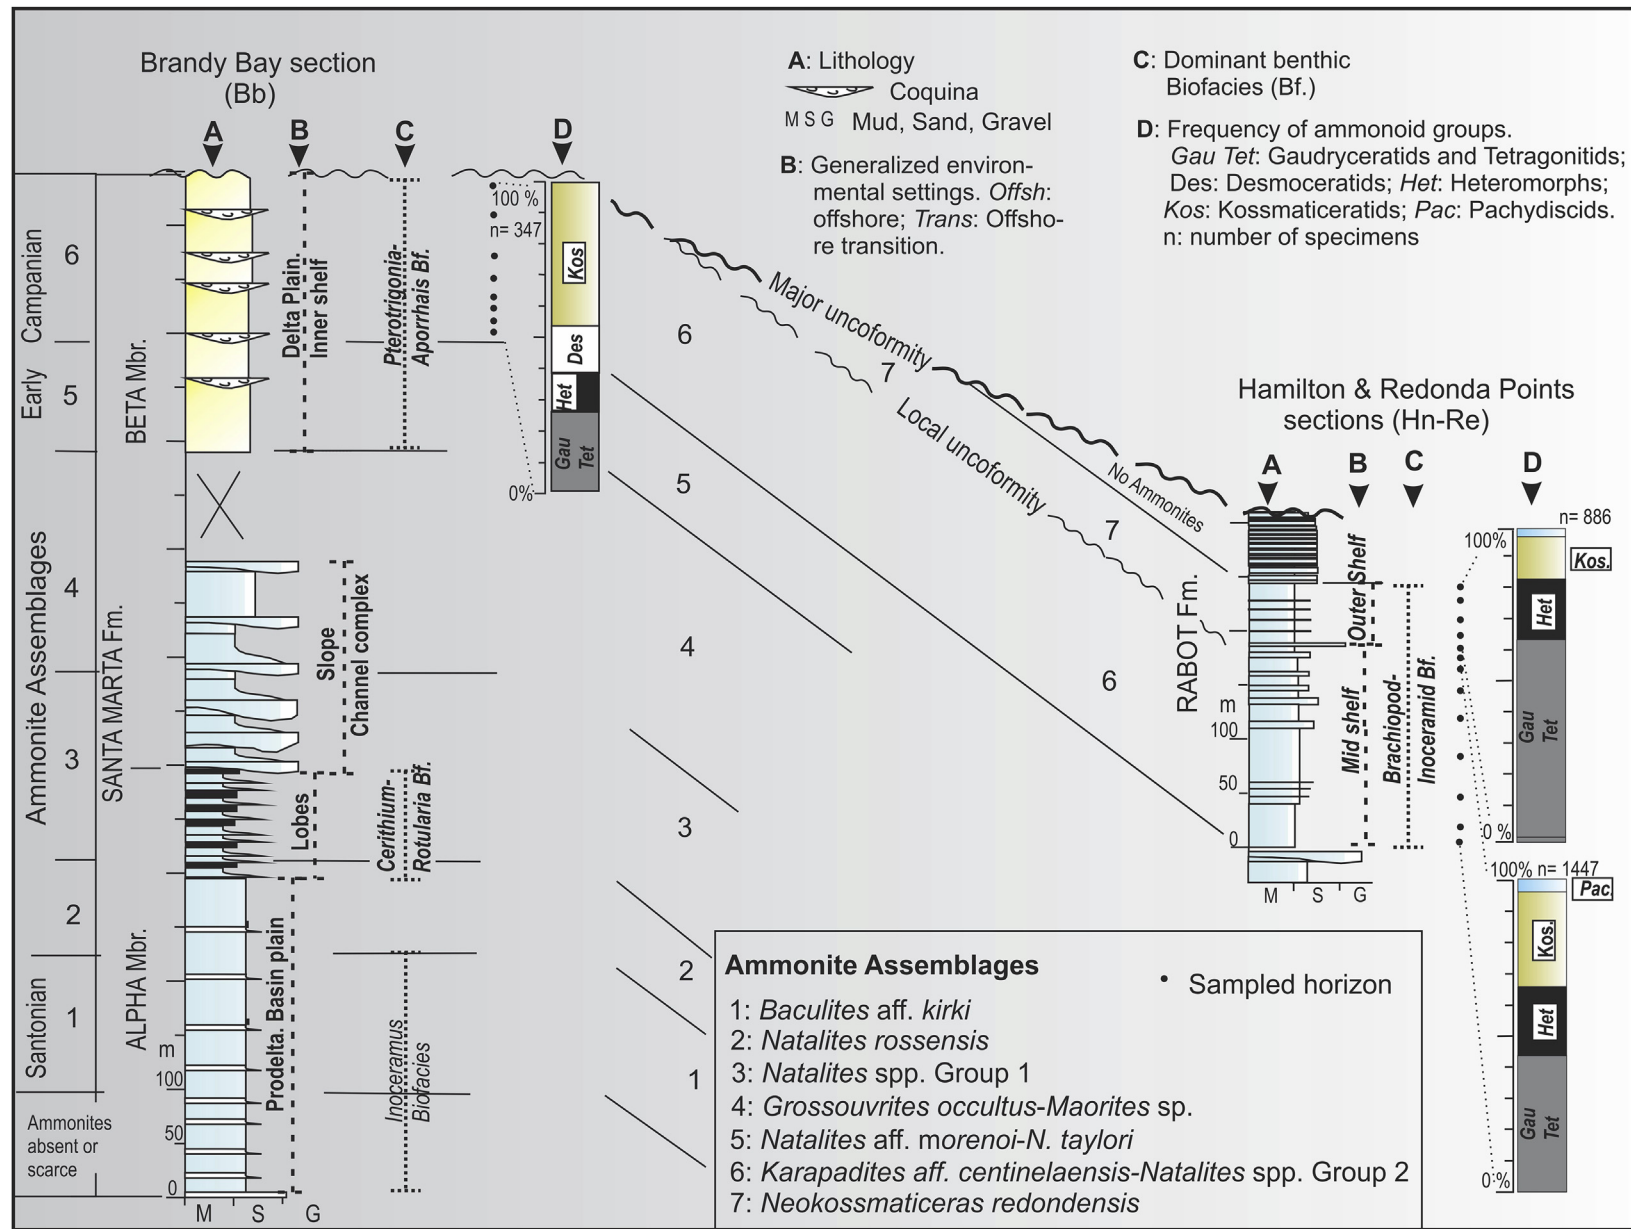 Brandy Bay section
(Bb)
A
B
C
D
A: Lithology
Coquina
M S G Mud, Sand, Gravel
B: Generalized environ-
mental settings. Offsh:
offshore; Trans: Offsho-
re transition.
C: Dominant benthic
Biofacies (Bf.)
D: Frequency of ammonoid groups.
Gau Tet: Gaudryceratids and Tetragonitids;
Des: Desmoceratids; Het: Heteromorphs;
Kos: Kossmaticeratids; Pac: Pachydiscids.
n: number of specimens
Ammonite Assemblages
Early Campanian
Santonian
6
5
4
3
2
1
Ammonites
absent or
scarce
SANTA MARTA Fm.
BETA Mbr.
ALPHA Mbr.
m
100
50
0
M
S
G
Delta Plain.
Inner shelf
Slope
Channel complex
Lobes
Prodelta. Basin plain
Pterotrigonia-
Aporrhais Bf.
Cerithium-
Rotularia Bf.
Inoceramus
Biofacies
100 %
n= 347
0%
Kos
Des
Het
Gau
Tet
Major uncoformity
Local uncoformity
No Ammonites
7
7
6
6
5
4
3
2
1
Hamilton & Redonda Points
sections (Hn-Re)
A
B
C
D
RABOT Fm.
m
100
50
0
M
S
G
Outer Shelf
Mid shelf
Brachiopod-
Inoceramid Bf.
n= 886
100%
Kos.
Het
Gau
Tet
0 %
100% n= 1447
Pac.
Kos.
Het
Gau
Tet
0 %
Ammonite Assemblages
• Sampled horizon
1: Baculites aff. kirki
2: Natalites rossensis
3: Natalites spp. Group 1
4: Grossouvrites occultus-Maorites sp.
5: Natalites aff. morenoi-N. taylori
6: Karapadites aff. centinelaensis-Natalites spp. Group 2
7: Neokossmaticeras redondensis